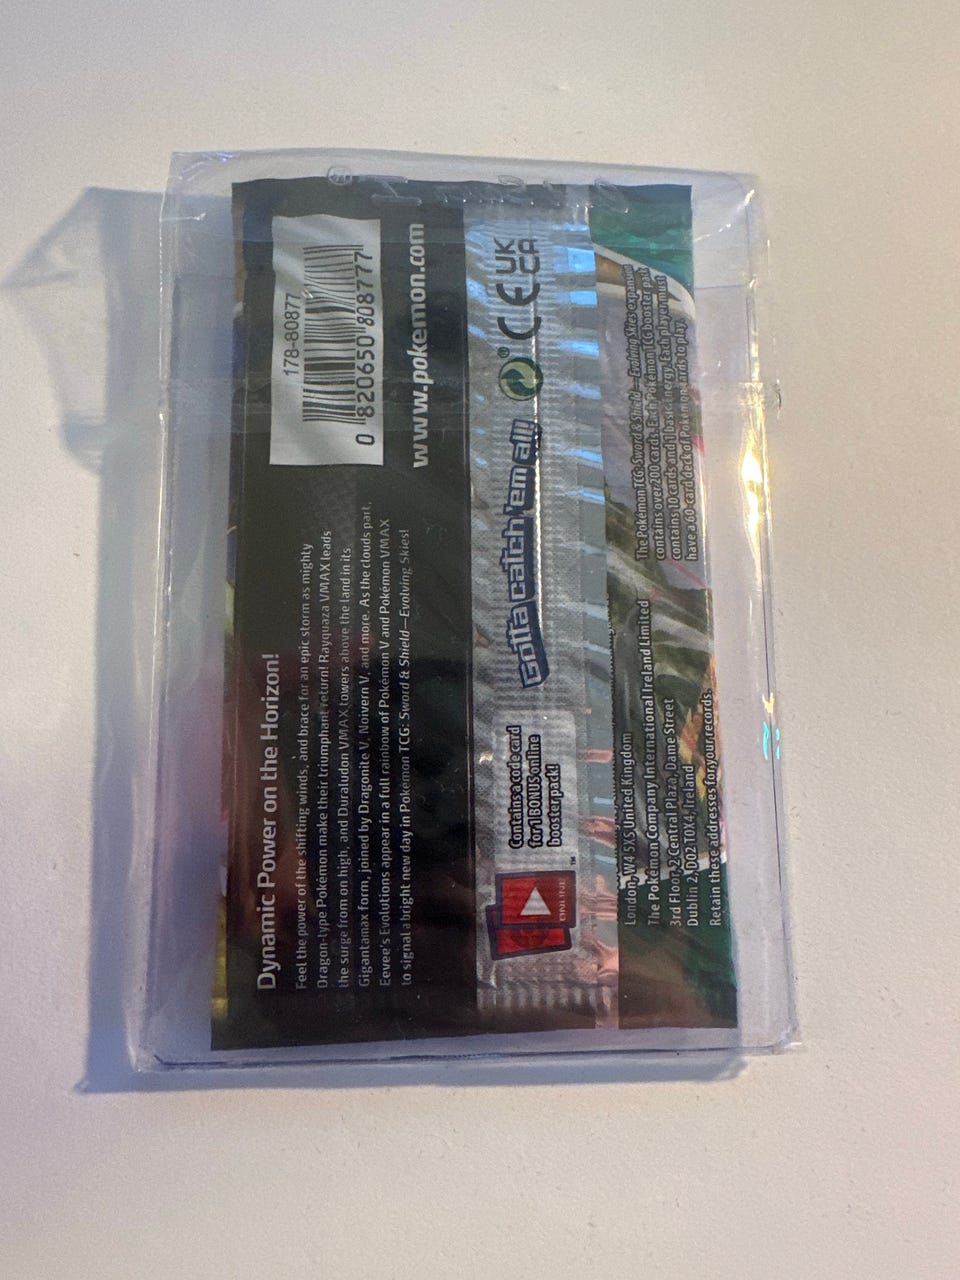 Dynamic Power on the Horizon!
Feel the power of the shifting winds, and brace for an epic storm as mighty
Dragon-type Pokémon make their triumphant return! Rayquaza VMAX leads
the surge from on high, and Duraludon VMAX towers above the land in its
Gigantamax form, joined by Dragonite V, Noivern V, and more. As the clouds part,
Eevee's Evolutions appear in a full rainbow of Pokémon V and Pokémon VMAX
to signal a bright new day in Pokémon TCG: Sword & Shield—Evolving Skies!
178-80877
0 820650 808777
www.pokemon.com
ONLINE
TM
Contains a code card
for 1 BONUS online
booster pack!
Gotta catch 'em all!
®
CE
UK
CA
London, W4 5XS United Kingdom
The Pokémon Company International Ireland Limited
3rd Floor, 2 Central Plaza, Dame Street
Dublin 2, D02 T0X4, Ireland
Retain these addresses for your records.
The Pokémon TCG: Sword & Shield—Evolving Skies expansion
contains over 200 cards. Each Pokémon TCG booster pack
contains 10 cards and 1 basic Energy. Each player must
have a 60-card deck of Pokémon cards to play.